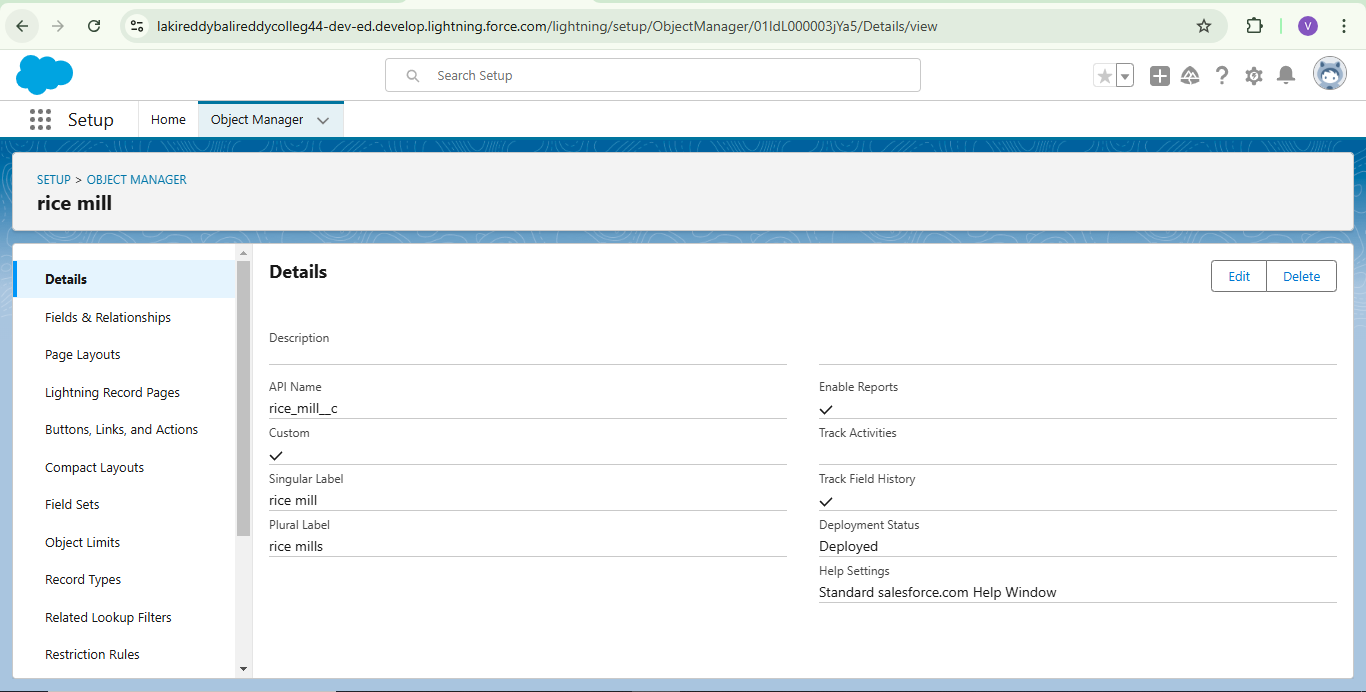 lakireddybalireddycolleg44-dev-ed.develop.lightning.force.com/lightning/setup/ObjectManager/01IdL000003jYa5/Details/view
V
Search Setup
Setup
Home
Object Manager
SETUP > OBJECT MANAGER
rice mill
Details
Fields & Relationships
Page Layouts
Lightning Record Pages
Buttons, Links, and Actions
Compact Layouts
Field Sets
Object Limits
Record Types
Related Lookup Filters
Restriction Rules
Details
Edit
Delete
Description
API Name
rice_mill__c
Custom
Singular Label
rice mill
Plural Label
rice mills
Enable Reports
Track Activities
Track Field History
Deployment Status
Deployed
Help Settings
Standard salesforce.com Help Window